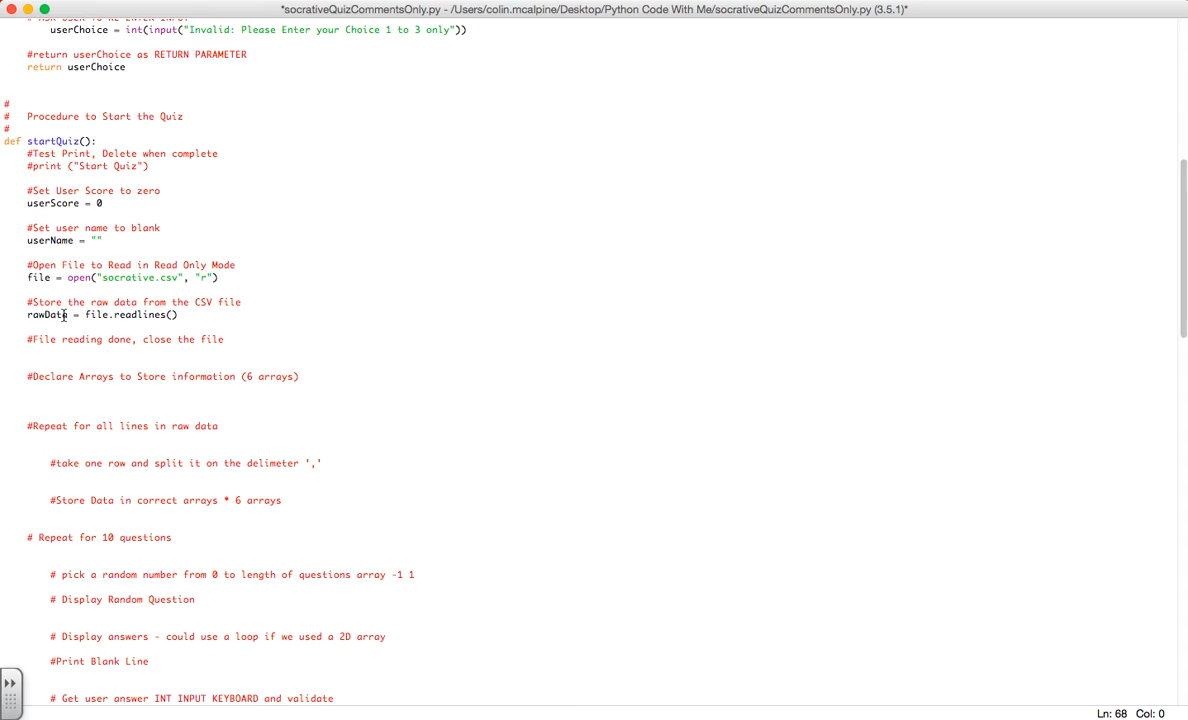 *socrativeQuizCommentsOnly.py - /Users/colin.mcalpine/Desktop/Python Code With Me/socrativeQuizCommentsOnly.py (3.5.1)*
userChoice = int(input("Invalid: Please Enter your Choice 1 to 3 only"))
#return userChoice as RETURN PARAMETER
return userChoice
#
# Procedure to Start the Quiz
#
def startQuiz():
#Test Print, Delete when complete
#print ("Start Quiz")
#Set User Score to zero
userScore = 0
#Set user name to blank
userName = ""
#Open File to Read in Read Only Mode
file = open("socrative.csv", "r")
#Store the raw data from the CSV file
rawData = file.readlines()
#File reading done, close the file
#Declare Arrays to Store information (6 arrays)
#Repeat for all lines in raw data
#take one row and split it on the delimeter ','
#Store Data in correct arrays * 6 arrays
# Repeat for 10 questions
# pick a random number from 0 to length of questions array -1 1
# Display Random Question
# Display answers - could use a loop if we used a 2D array
#Print Blank Line
# Get user answer INT INPUT KEYBOARD and validate
Ln: 68 Col: 0